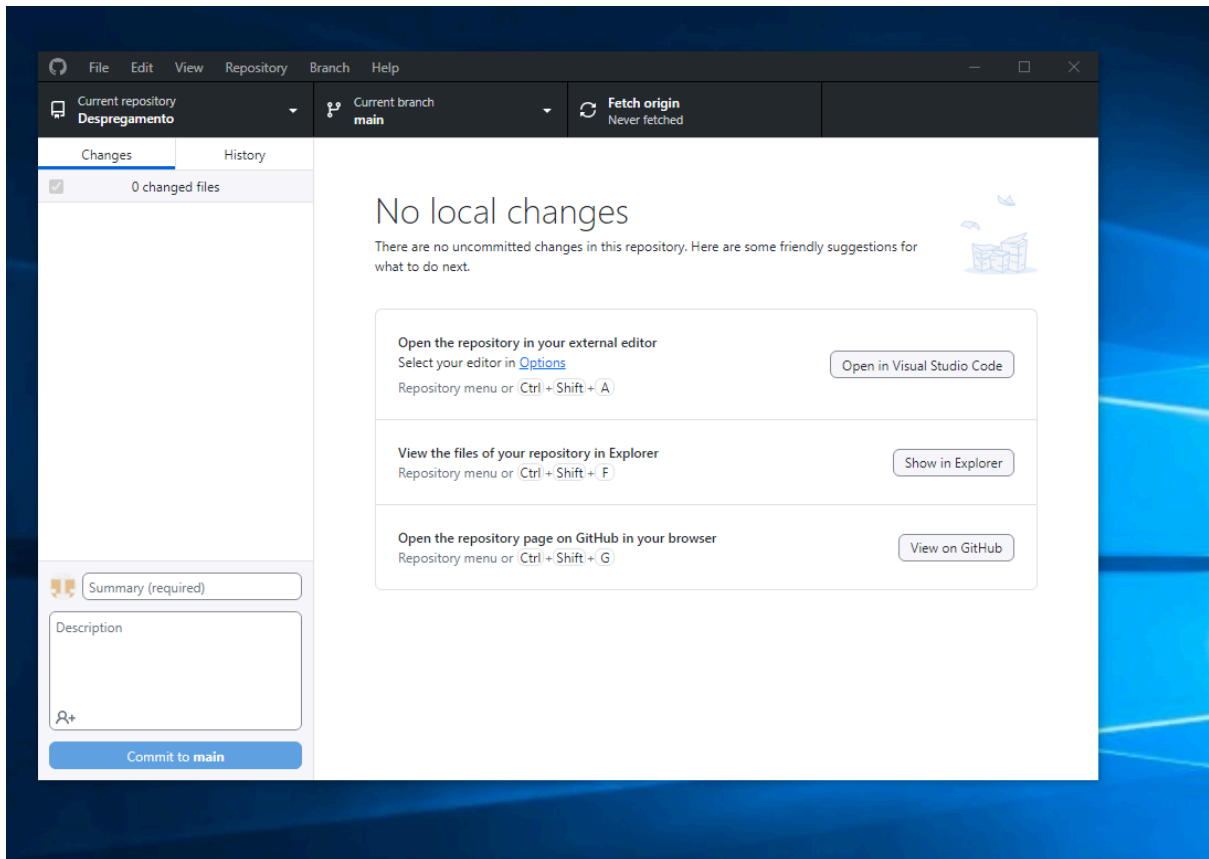 File Edit View Repository Branch Help
Current repository
Despregamento
Current branch
main
Fetch origin
Never fetched
Changes
History
0 changed files
No local changes
There are no uncommitted changes in this repository. Here are some friendly suggestions for
what to do next.
Open the repository in your external editor
Select your editor in Options
Repository menu or Ctrl + Shift + A
Open in Visual Studio Code
View the files of your repository in Explorer
Repository menu or Ctrl + Shift + F
Show in Explorer
Open the repository page on GitHub in your browser
Repository menu or Ctrl + Shift + G
View on GitHub
Summary (required)
Description
Commit to main